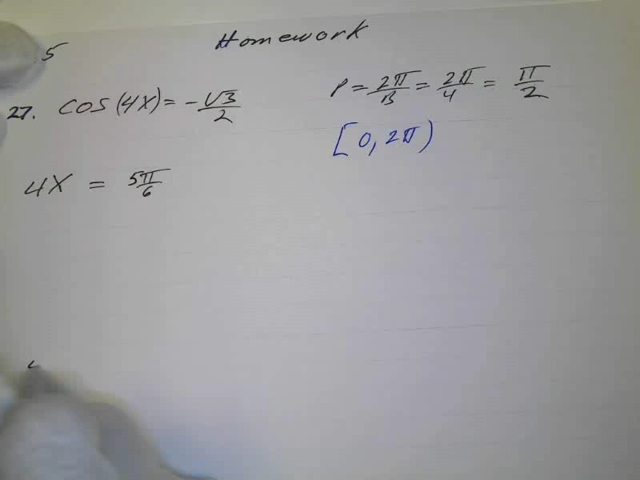 5
Homework
27. COS(4X) = -√3/2
P = 2π/B = 2π/4 = π/2
[0, 2π)
4X = 5π/6